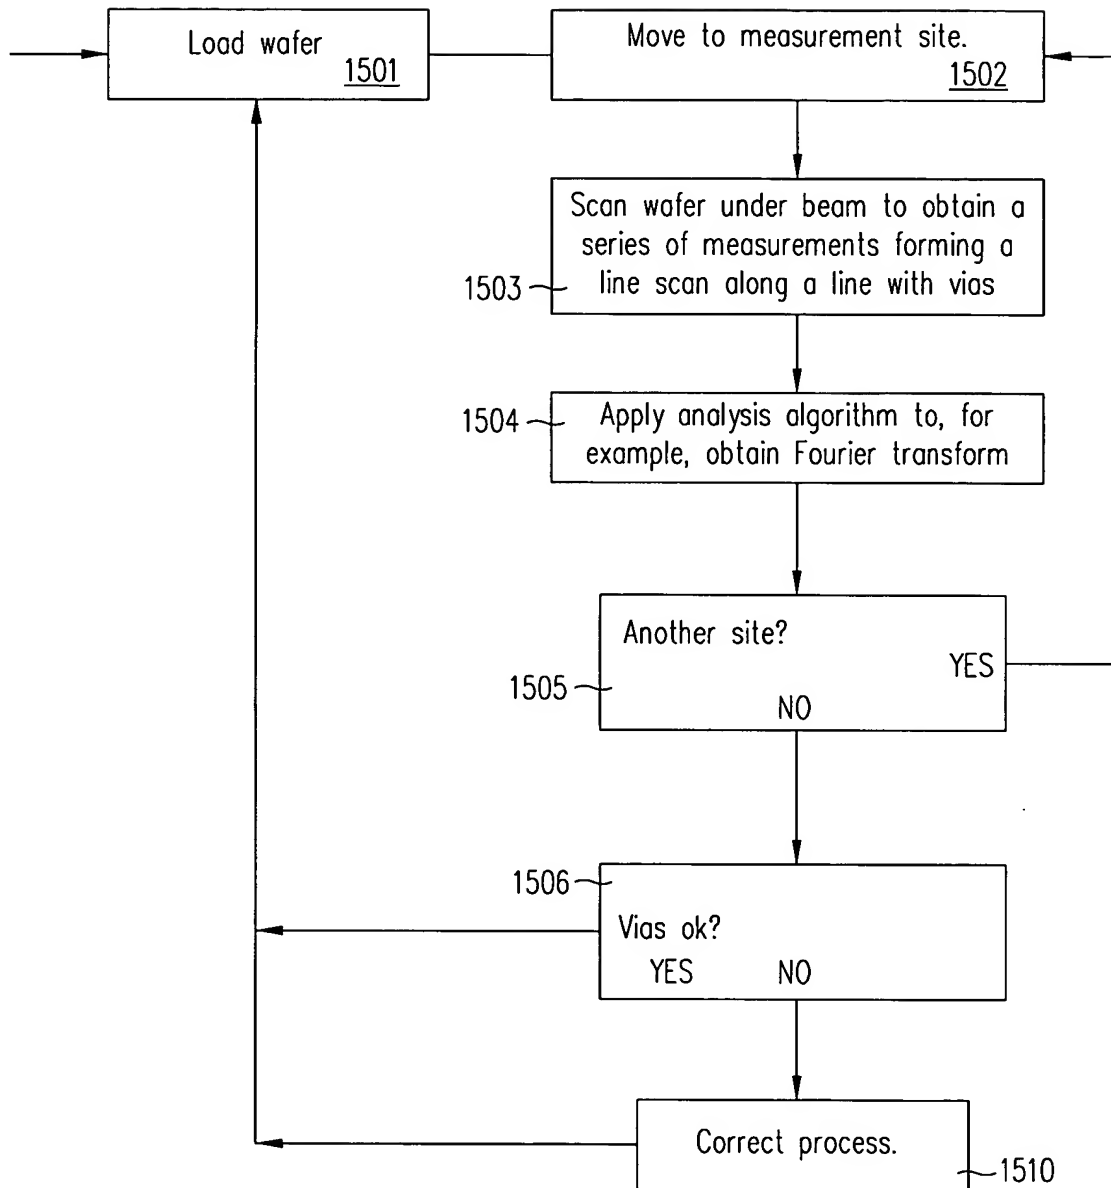 Load wafer
1501
Move to measurement site.
1502
Scan wafer under beam to obtain a
series of measurements forming a
line scan along a line with vias
1503
1504
Apply analysis algorithm to, for
example, obtain Fourier transform
Another site?
YES
1505
NO
1506
Vias ok?
YES NO
Correct process.
1510